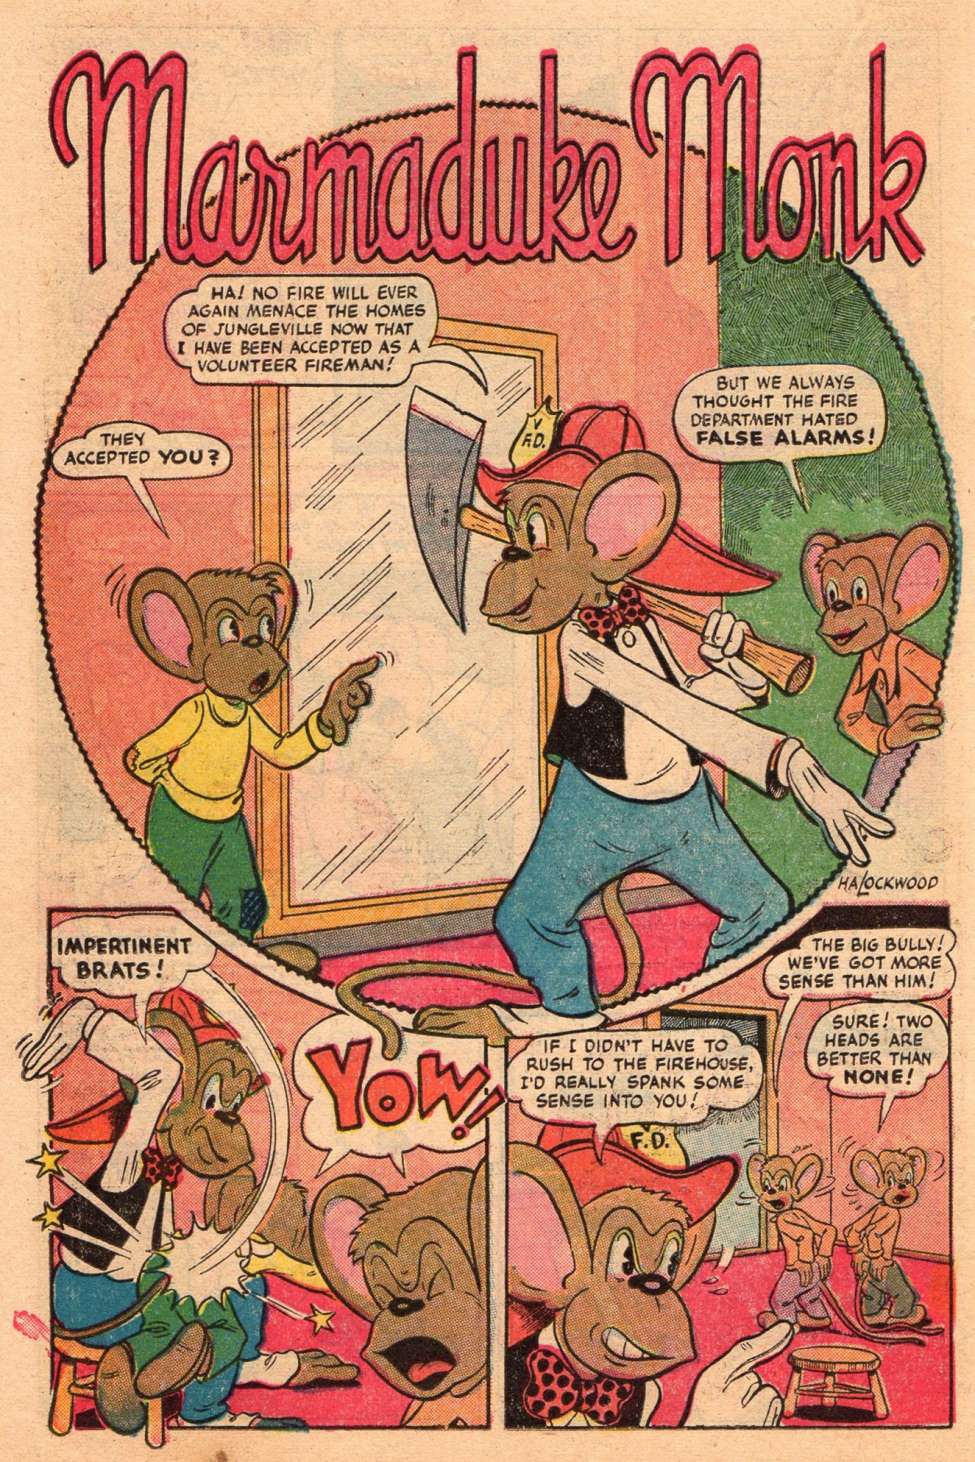 Marmaduke Monk
HA! NO FIRE WILL EVER
AGAIN MENACE THE HOMES
OF JUNGLEVILLE NOW THAT
I HAVE BEEN ACCEPTED AS A
VOLUNTEER FIREMAN!
THEY
ACCEPTED YOU?
BUT WE ALWAYS
THOUGHT THE FIRE
DEPARTMENT HATED
FALSE ALARMS!
V
F.D.
HALOCKWOOD
IMPERTINENT
BRATS!
YOW!
IF I DIDN'T HAVE TO
RUSH TO THE FIREHOUSE,
I'D REALLY SPANK SOME
SENSE INTO YOU!
V
F.D.
THE BIG BULLY!
WE'VE GOT MORE
SENSE THAN HIM!
SURE! TWO
HEADS ARE
BETTER THAN
NONE!